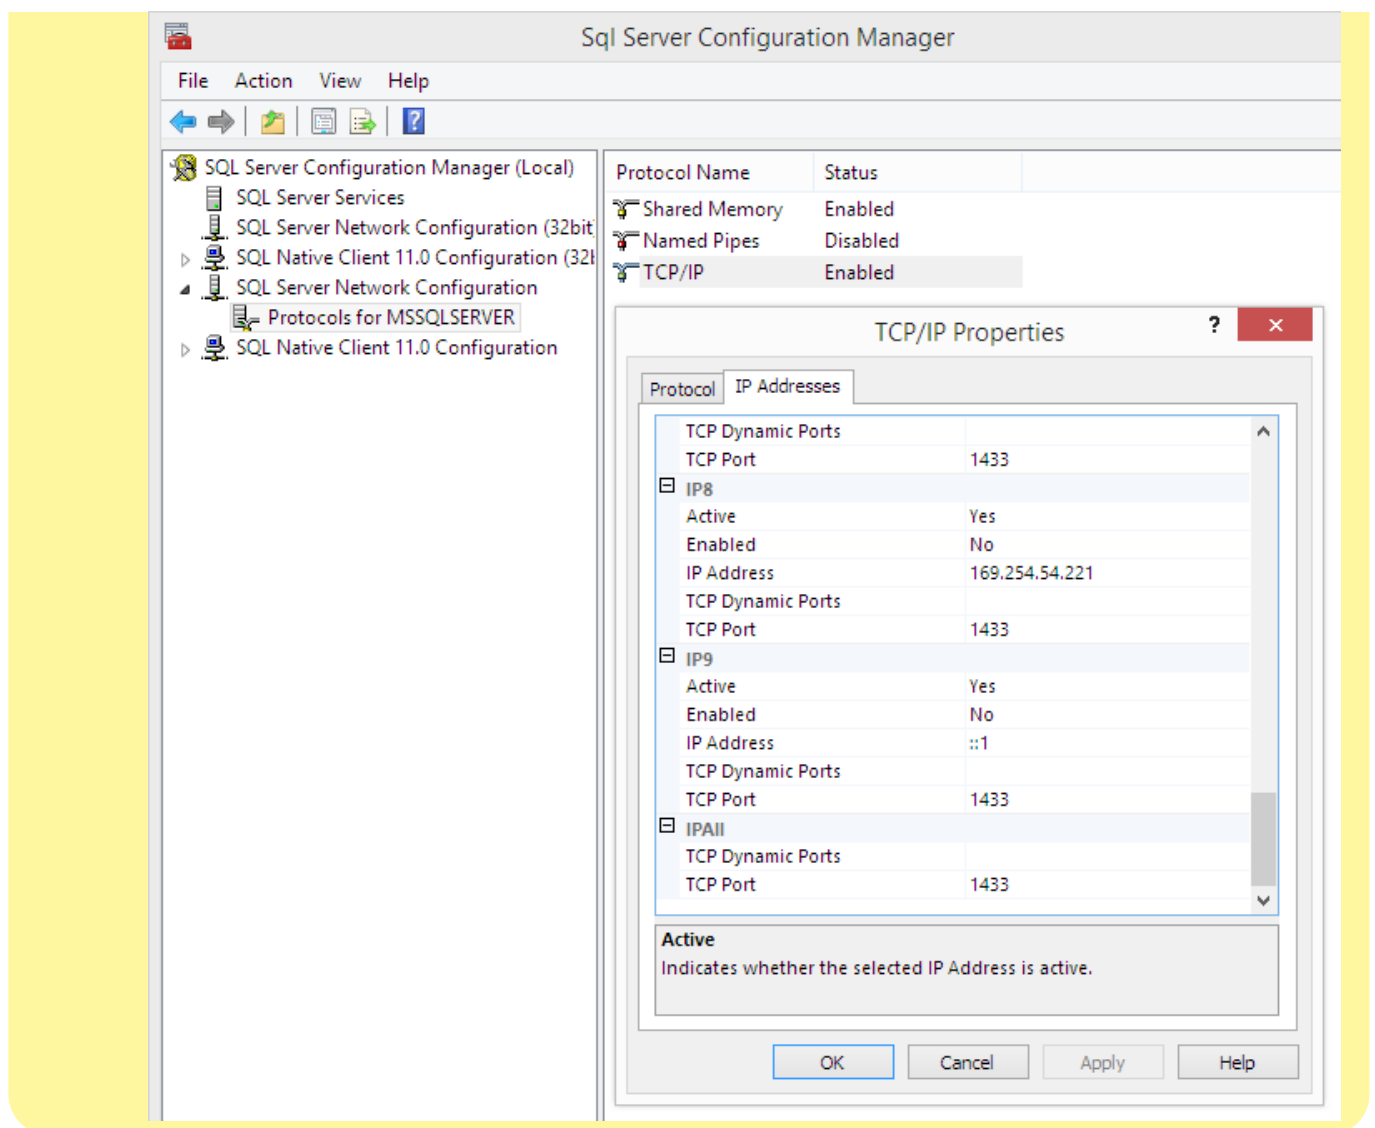 Sql Server Configuration Manager
File Action View Help
SQL Server Configuration Manager (Local)
SQL Server Services
SQL Server Network Configuration (32bit)
SQL Native Client 11.0 Configuration (32b
SQL Server Network Configuration
Protocols for MSSQLSERVER
SQL Native Client 11.0 Configuration
Protocol Name Status
Shared Memory Enabled
Named Pipes Disabled
TCP/IP Enabled
TCP/IP Properties
Protocol IP Addresses
TCP Dynamic Ports
TCP Port 1433
IP8
Active Yes
Enabled No
IP Address 169.254.54.221
TCP Dynamic Ports
TCP Port 1433
IP9
Active Yes
Enabled No
IP Address ::1
TCP Dynamic Ports
TCP Port 1433
IPAll
TCP Dynamic Ports
TCP Port 1433
Active
Indicates whether the selected IP Address is active.
OK Cancel Apply Help